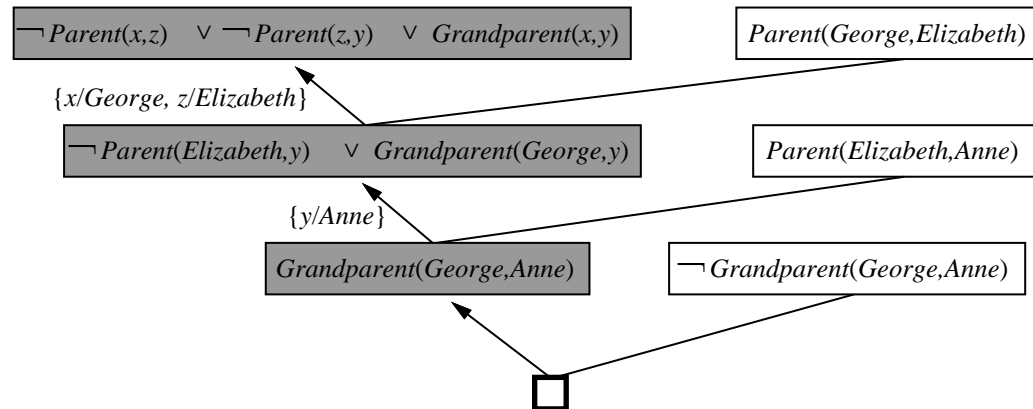 ¬ Parent(x,z) ∨ ¬ Parent(z,y) ∨ Grandparent(x,y)
Parent(George,Elizabeth)
{x/George, z/Elizabeth}
¬ Parent(Elizabeth,y) ∨ Grandparent(George,y)
Parent(Elizabeth,Anne)
{y/Anne}
Grandparent(George,Anne)
¬ Grandparent(George,Anne)